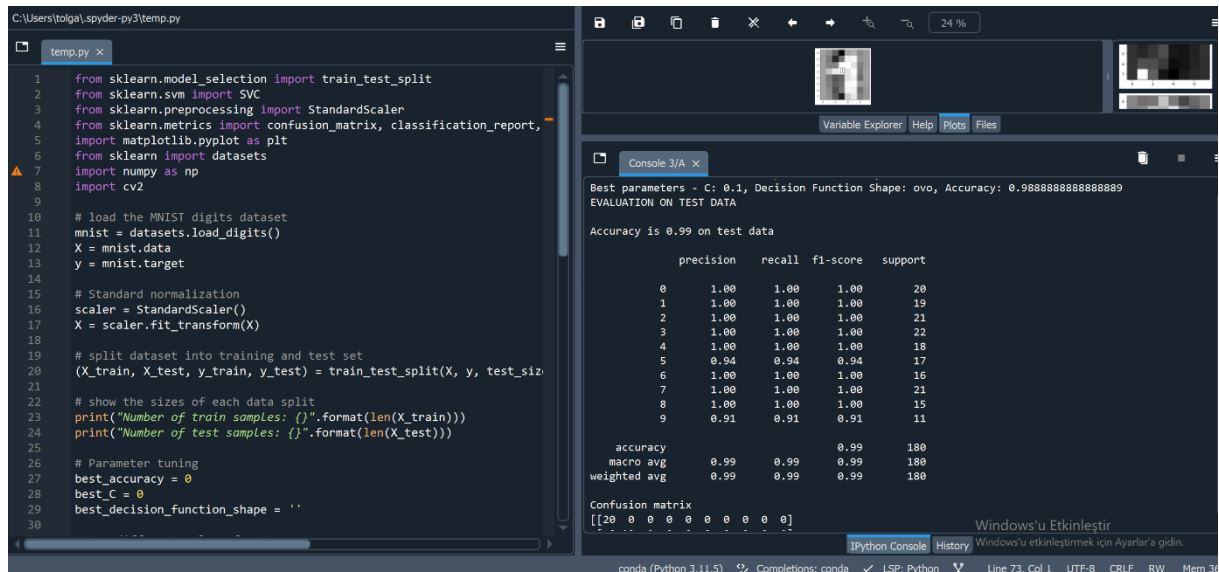 C:\Users\tolga\.spyder-py3\temp.py
temp.py
1 from sklearn.model_selection import train_test_split
2 from sklearn.svm import SVC
3 from sklearn.preprocessing import StandardScaler
4 from sklearn.metrics import confusion_matrix, classification_report,
5 import matplotlib.pyplot as plt
6 from sklearn import datasets
7 import numpy as np
8 import cv2
9
10 # load the MNIST digits dataset
11 mnist = datasets.load_digits()
12 X = mnist.data
13 y = mnist.target
14
15 # Standard normalization
16 scaler = StandardScaler()
17 X = scaler.fit_transform(X)
18
19 # split dataset into training and test set
20 (X_train, X_test, y_train, y_test) = train_test_split(X, y, test_siz
21
22 # show the sizes of each data split
23 print("Number of train samples: {}".format(len(X_train)))
24 print("Number of test samples: {}".format(len(X_test)))
25
26 # Parameter tuning
27 best_accuracy = 0
28 best_C = 0
29 best_decision_function_shape = ''
30
24 %
Variable Explorer Help Plots Files
Console 3/A
Best parameters - C: 0.1, Decision Function Shape: ovo, Accuracy: 0.9888888888888889
EVALUATION ON TEST DATA
Accuracy is 0.99 on test data
precision recall f1-score support
0 1.00 1.00 1.00 20
1 1.00 1.00 1.00 19
2 1.00 1.00 1.00 21
3 1.00 1.00 1.00 22
4 1.00 1.00 1.00 18
5 0.94 0.94 0.94 17
6 1.00 1.00 1.00 16
7 1.00 1.00 1.00 21
8 1.00 1.00 1.00 15
9 0.91 0.91 0.91 11
accuracy 0.99 180
macro avg 0.99 0.99 0.99 180
weighted avg 0.99 0.99 0.99 180
Confusion matrix
[[20 0 0 0 0 0 0 0 0 0]
Windows'u Etkinleştir
Windows'u etkinleştirmek için Ayarlar'a gidin.
IPython Console History
conda (Python 3.11.5) Completions: conda LSP: Python Line 73, Col 1 UTF-8 CRLF RW Mem 36